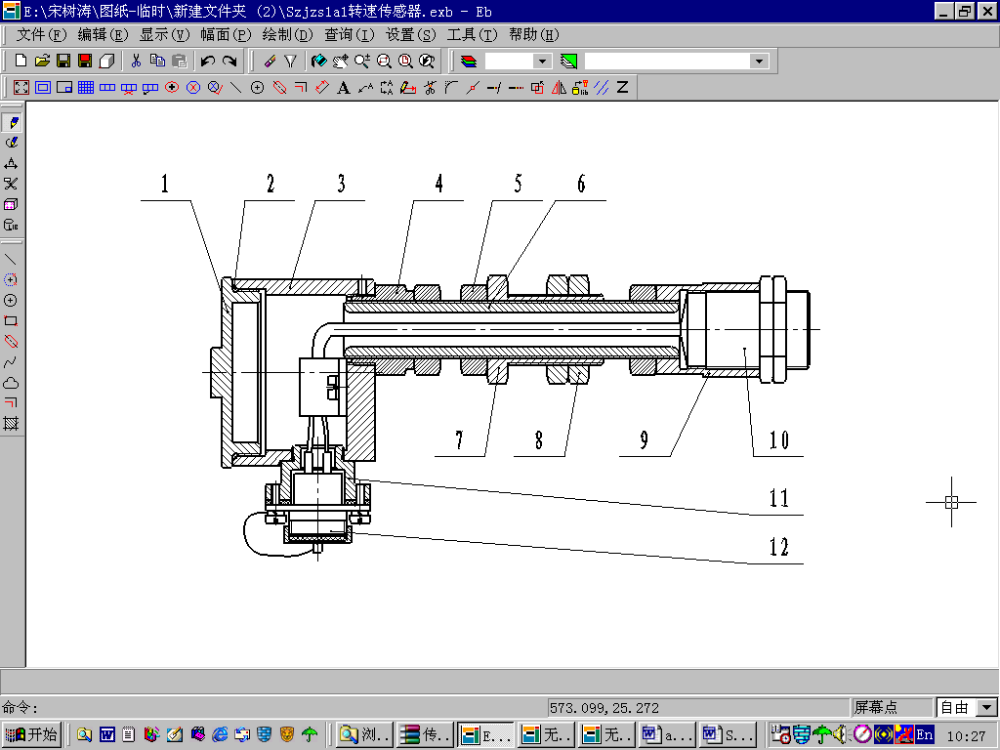 E:\宋树涛\图纸-临时\新建文件夹 (2)\Szjzs1a1转速传感器.exb - Eb
文件(F) 编辑(E) 显示(V) 幅面(P) 绘制(D) 查询(I) 设置(S) 工具(T) 帮助(H)
1 2 3 4 5 6
7 8 9 10
11
12
命令:
573.099,25.272
屏幕点
自由
开始
浏...
传...
E...
无...
无...
a...
S...
En
10:27